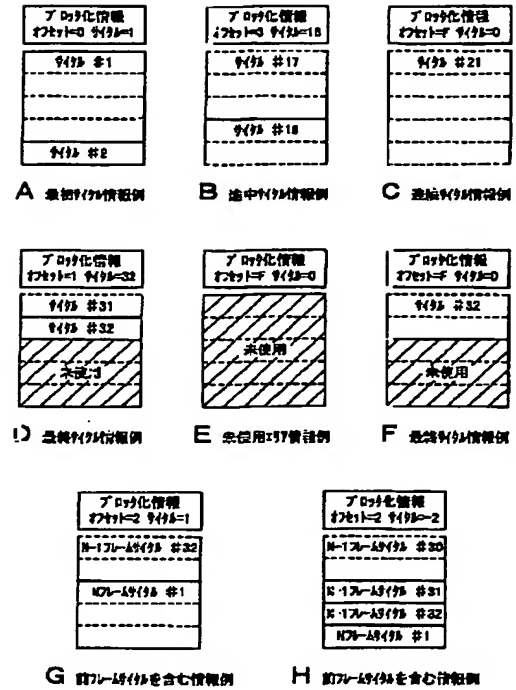 ブロック化情報
オフセット=0 サイクル=1
サイクル #1
サイクル #2
A 最初サイクル情報例
ブロック化情報
オフセット=3 サイクル=18
サイクル #17
サイクル #18
B 途中サイクル情報例
ブロック化情報
オフセット=F サイクル=0
サイクル #21
C 連続サイクル情報例
ブロック化情報
オフセット=1 サイクル=32
サイクル #31
サイクル #32
未使用
D 最終サイクル情報例
ブロック化情報
オフセット=F サイクル=0
未使用
E 未使用エリア情報例
ブロック化情報
オフセット=F サイクル=0
サイクル #32
未使用
F 最終サイクル情報例
ブロック化情報
オフセット=2 サイクル=1
N-1フレームサイクル #32
Nフレームサイクル #1
G 前フレームサイクルを含む情報例
ブロック化情報
オフセット=2 サイクル=-2
N-1フレームサイクル #30
N-1フレームサイクル #31
N-1フレームサイクル #32
Nフレームサイクル #1
H 前フレームサイクルを含む情報例